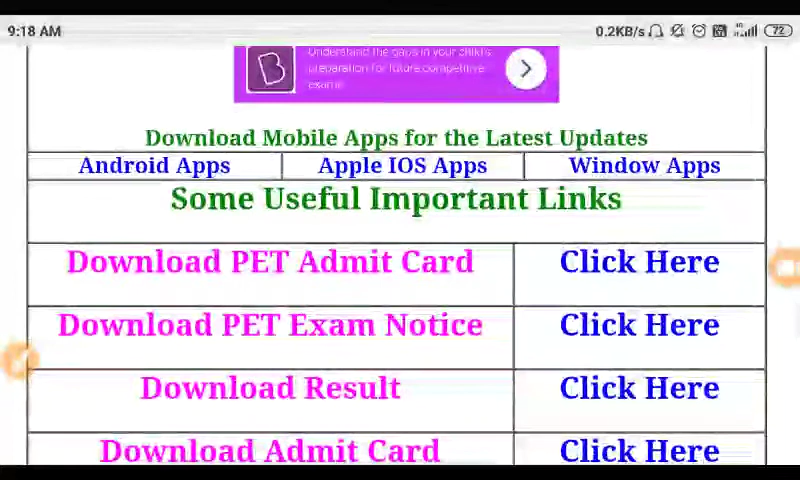 9:18 AM 0.2KB/s 4G 72
Understand the gaps in your child's
preparation for future competitive
exams
Download Mobile Apps for the Latest Updates
Android Apps Apple IOS Apps Window Apps
Some Useful Important Links
Download PET Admit Card Click Here
Download PET Exam Notice Click Here
Download Result Click Here
Download Admit Card Click Here